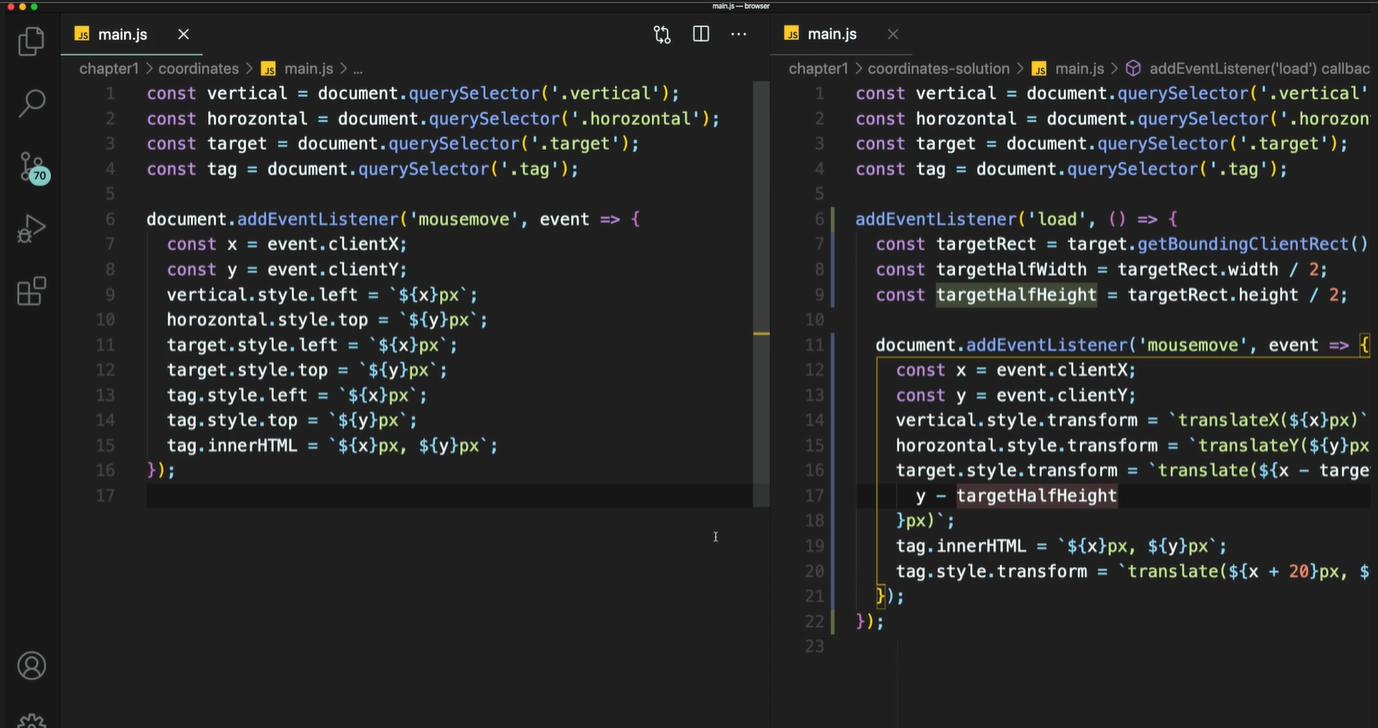 main.js — browser
JS main.js
chapter1 > coordinates > JS main.js > ...
1 const vertical = document.querySelector('.vertical');
2 const horozontal = document.querySelector('.horozontal');
3 const target = document.querySelector('.target');
4 const tag = document.querySelector('.tag');
5
6 document.addEventListener('mousemove', event => {
7 const x = event.clientX;
8 const y = event.clientY;
9 vertical.style.left = `${x}px`;
10 horozontal.style.top = `${y}px`;
11 target.style.left = `${x}px`;
12 target.style.top = `${y}px`;
13 tag.style.left = `${x}px`;
14 tag.style.top = `${y}px`;
15 tag.innerHTML = `${x}px, ${y}px`;
16 });
17
70
JS main.js
chapter1 > coordinates-solution > JS main.js > addEventListener('load') callbac
1 const vertical = document.querySelector('.vertical'
2 const horozontal = document.querySelector('.horozon
3 const target = document.querySelector('.target');
4 const tag = document.querySelector('.tag');
5
6 addEventListener('load', () => {
7 const targetRect = target.getBoundingClientRect()
8 const targetHalfWidth = targetRect.width / 2;
9 const targetHalfHeight = targetRect.height / 2;
10
11 document.addEventListener('mousemove', event => {
12 const x = event.clientX;
13 const y = event.clientY;
14 vertical.style.transform = `translateX(${x}px)`
15 horozontal.style.transform = `translateY(${y}px
16 target.style.transform = `translate(${x - targe
17 y - targetHalfHeight
18 }px)`;
19 tag.innerHTML = `${x}px, ${y}px`;
20 tag.style.transform = `translate(${x + 20}px, $
21 });
22 });
23